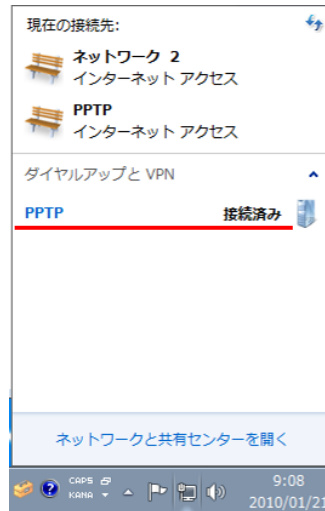 現在の接続先:
ネットワーク 2
インターネット アクセス
PPTP
インターネット アクセス
ダイヤルアップと VPN
PPTP 接続済み
ネットワークと共有センターを開く
CAPS
KANA
9:08
2010/01/21